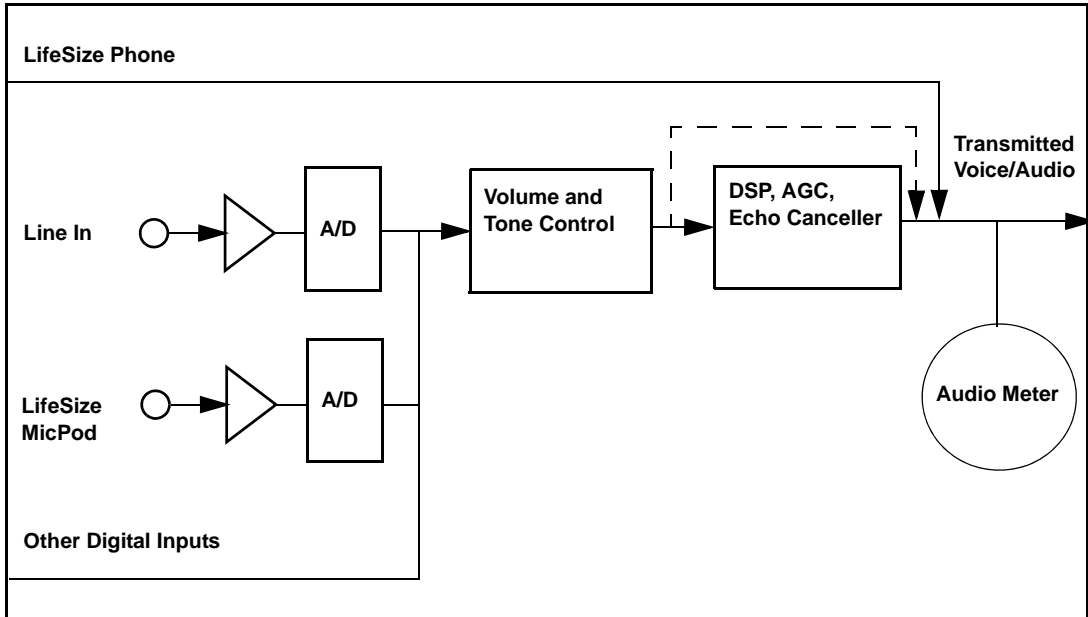 LifeSize Phone
Transmitted
Voice/Audio
Line In
A/D
Volume and
Tone Control
DSP, AGC,
Echo Canceller
LifeSize
MicPod
A/D
Audio Meter
Other Digital Inputs